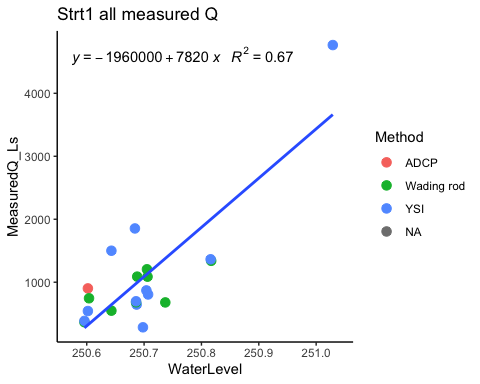 Strt1 all measured Q
y = − 1960000 + 7820 x R² = 0.67
4000
3000
2000
1000
MeasuredQ_Ls
250.6 250.7 250.8 250.9 251.0
WaterLevel
Method
ADCP
Wading rod
YSI
NA